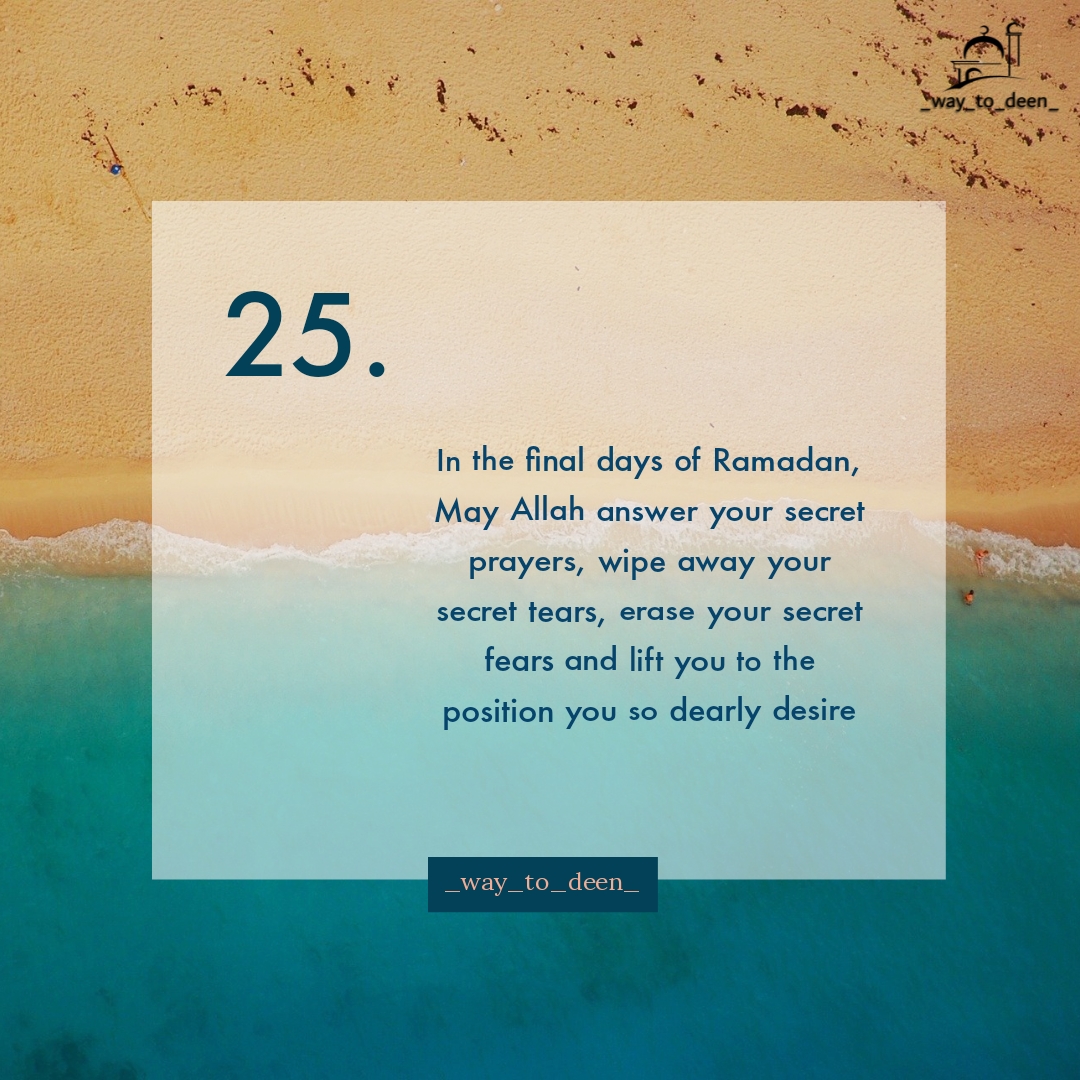 _way_to_deen_
25.
In the final days of Ramadan,
May Allah answer your secret
prayers, wipe away your
secret tears, erase your secret
fears and lift you to the
position you so dearly desire
_way_to_deen_